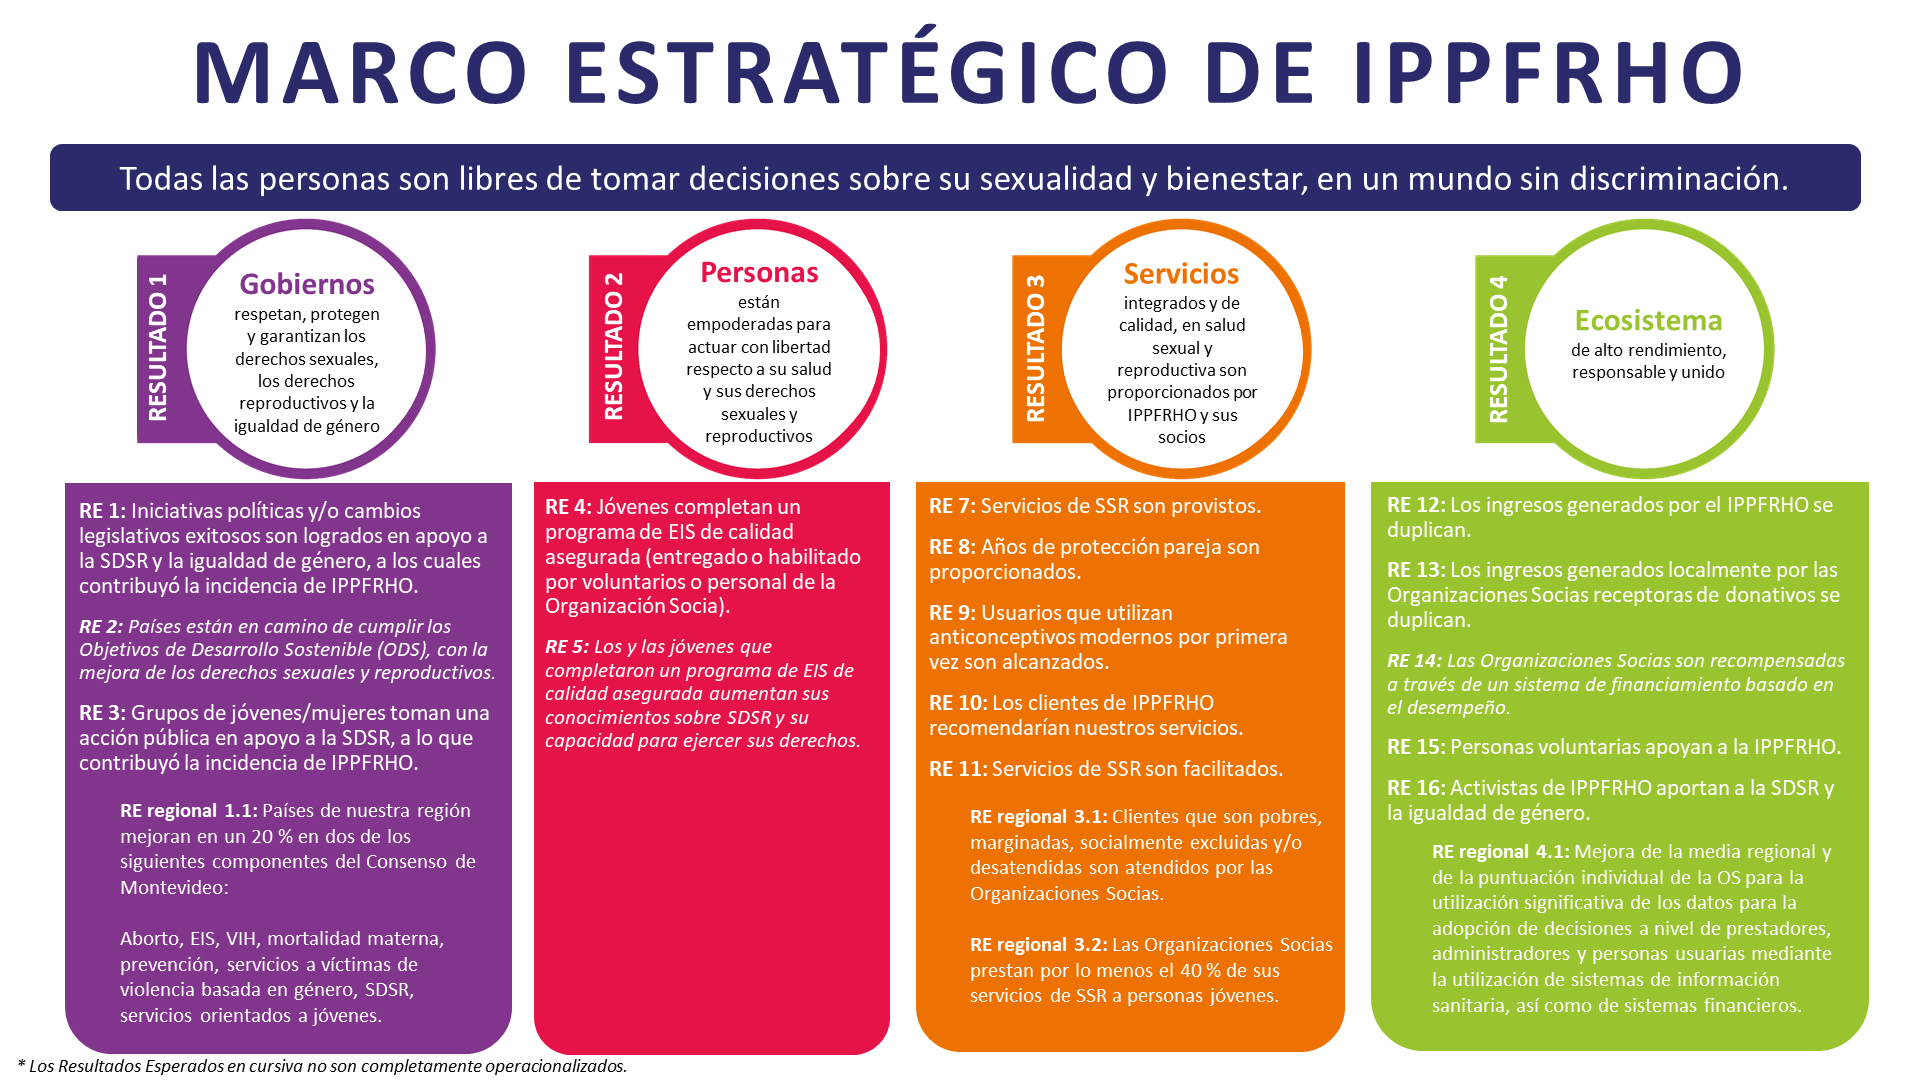 MARCO ESTRATÉGICO DE IPPFRHO
Todas las personas son libres de tomar decisiones sobre su sexualidad y bienestar, en un mundo sin discriminación.
RESULTADO 1
Gobiernos
respetan, protegen
y garantizan los
derechos sexuales,
los derechos
reproductivos y la
igualdad de género
RE 1: Iniciativas políticas y/o cambios
legislativos exitosos son logrados en apoyo a
la SDSR y la igualdad de género, a los cuales
contribuyó la incidencia de IPPFRHO.
RE 2: Países están en camino de cumplir los
Objetivos de Desarrollo Sostenible (ODS), con la
mejora de los derechos sexuales y reproductivos.
RE 3: Grupos de jóvenes/mujeres toman una
acción pública en apoyo a la SDSR, a lo que
contribuyó la incidencia de IPPFRHO.
RE regional 1.1: Países de nuestra región
mejoran en un 20 % en dos de los
siguientes componentes del Consenso de
Montevideo:
Aborto, EIS, VIH, mortalidad materna,
prevención, servicios a víctimas de
violencia basada en género, SDSR,
servicios orientados a jóvenes.
RESULTADO 2
Personas
están
empoderadas para
actuar con libertad
respecto a su salud
y sus derechos
sexuales y
reproductivos
RE 4: Jóvenes completan un
programa de EIS de calidad
asegurada (entregado o habilitado
por voluntarios o personal de la
Organización Socia).
RE 5: Los y las jóvenes que
completaron un programa de EIS de
calidad asegurada aumentan sus
conocimientos sobre SDSR y su
capacidad para ejercer sus derechos.
RESULTADO 3
Servicios
integrados y de
calidad, en salud
sexual y
reproductiva son
proporcionados por
IPPFRHO y sus
socios
RE 7: Servicios de SSR son provistos.
RE 8: Años de protección pareja son
proporcionados.
RE 9: Usuarios que utilizan
anticonceptivos modernos por primera
vez son alcanzados.
RE 10: Los clientes de IPPFRHO
recomendarían nuestros servicios.
RE 11: Servicios de SSR son facilitados.
RE regional 3.1: Clientes que son pobres,
marginadas, socialmente excluidas y/o
desatendidas son atendidos por las
Organizaciones Socias.
RE regional 3.2: Las Organizaciones Socias
prestan por lo menos el 40 % de sus
servicios de SSR a personas jóvenes.
RESULTADO 4
Ecosistema
de alto rendimiento,
responsable y unido
RE 12: Los ingresos generados por el IPPFRHO se
duplican.
RE 13: Los ingresos generados localmente por las
Organizaciones Socias receptoras de donativos se
duplican.
RE 14: Las Organizaciones Socias son recompensadas
a través de un sistema de financiamiento basado en
el desempeño.
RE 15: Personas voluntarias apoyan a la IPPFRHO.
RE 16: Activistas de IPPFRHO aportan a la SDSR y
la igualdad de género.
RE regional 4.1: Mejora de la media regional y
de la puntuación individual de la OS para la
utilización significativa de los datos para la
adopción de decisiones a nivel de prestadores,
administradores y personas usuarias mediante
la utilización de sistemas de información
sanitaria, así como de sistemas financieros.
* Los Resultados Esperados en cursiva no son completamente operacionalizados.